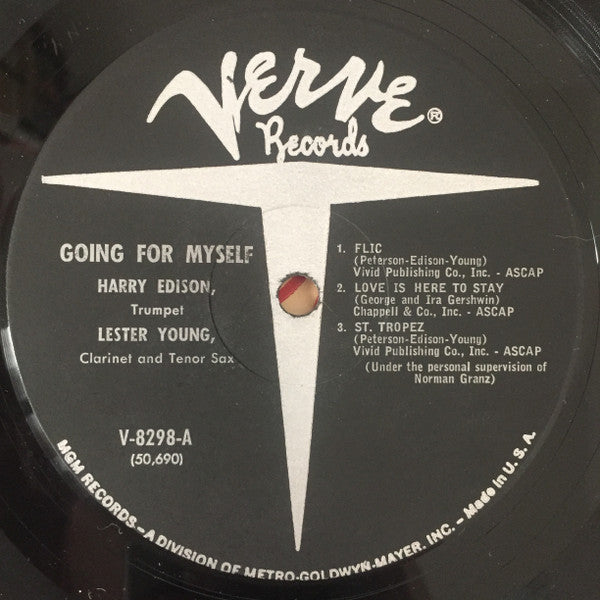 Verve®
Records
GOING FOR MYSELF
HARRY EDISON,
Trumpet
LESTER YOUNG,
Clarinet and Tenor Sax
V-8298-A
(50,690)
1. FLIC
(Peterson-Edison-Young)
Vivid Publishing Co., Inc. - ASCAP
2. LOVE IS HERE TO STAY
(George and Ira Gershwin)
Chappell & Co., Inc. - ASCAP
3. ST. TROPEZ
(Peterson-Edison-Young)
Vivid Publishing Co., Inc. - ASCAP
(Under the personal supervision of
Norman Granz)
MGM RECORDS—A DIVISION OF METRO-GOLDWYN-MAYER, INC. – Made in U.S.A.